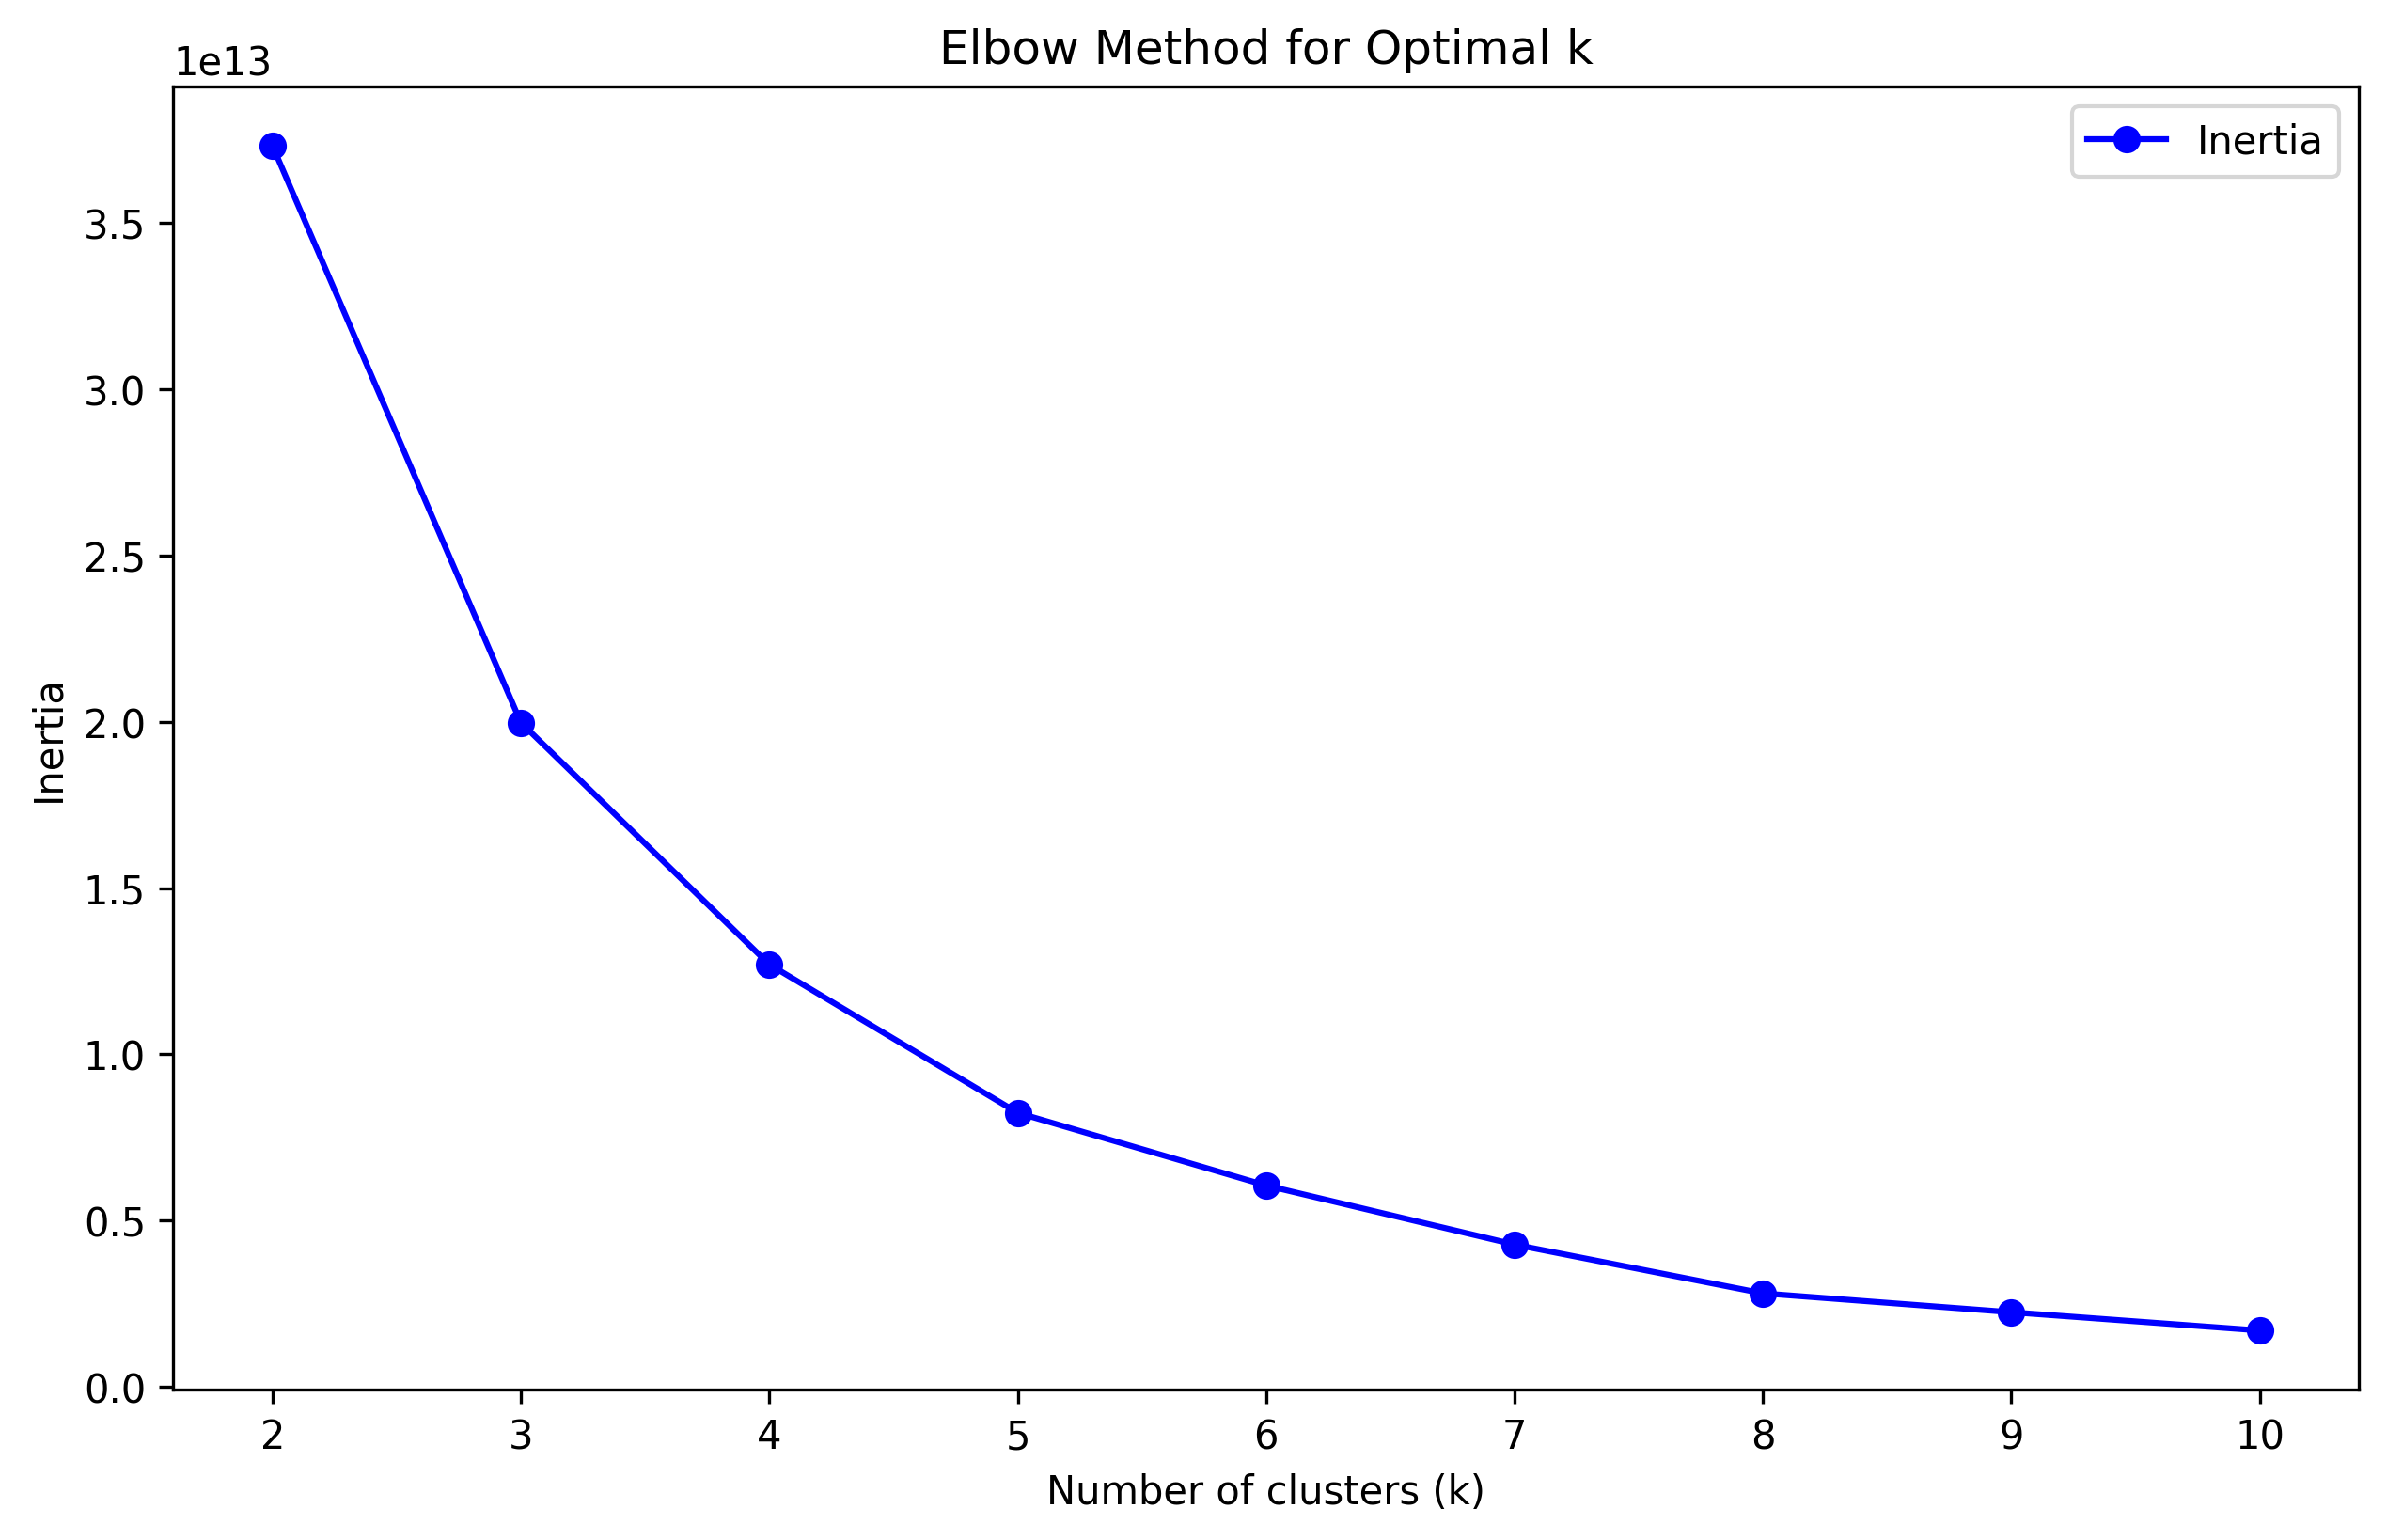 Elbow Method for Optimal k
1e13
Inertia
3.5
3.0
2.5
2.0
1.5
1.0
0.5
0.0
Inertia
2 3 4 5 6 7 8 9 10
Number of clusters (k)